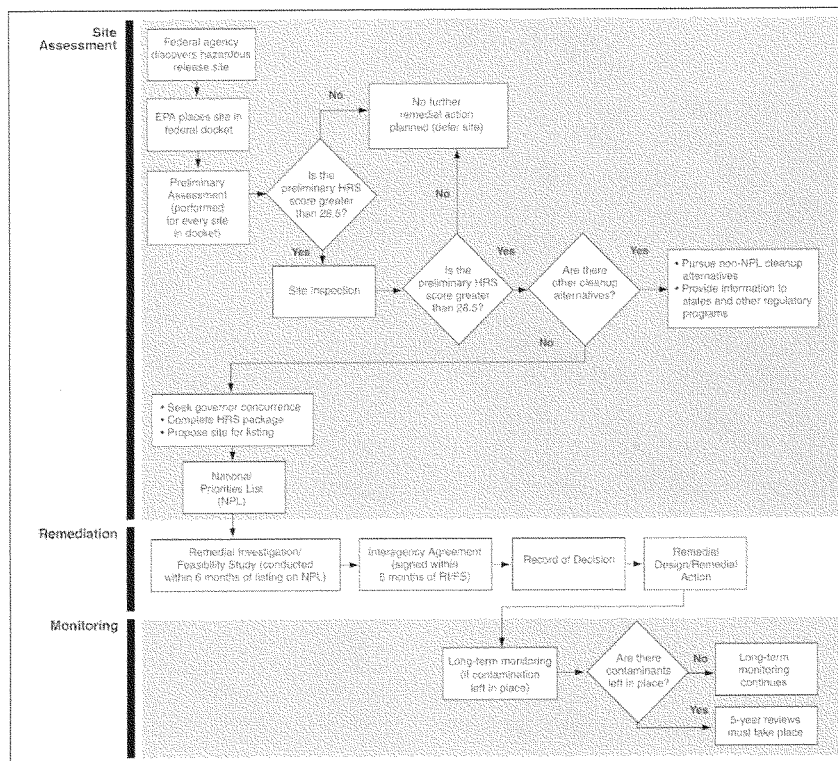 Site
Assessment
Federal agency
discovers hazardous
release site
EPA places site in
federal docket
Preliminary
Assessment
(performed
for every site
in docket)
Is the
preliminary HRS
score greater
than 28.5?
No
No further
remedial action
planned (defer site)
Yes
Site Inspection
No
Is the
preliminary HRS
score greater
than 28.5?
Yes
Are there
other cleanup
alternatives?
Yes
• Pursue non-NPL cleanup
alternatives
• Provide information to
states and other regulatory
programs
No
• Seek governor concurrence
• Complete HRS package
• Propose site for listing
National
Priorities List
(NPL)
Remediation
Remedial Investigation/
Feasibility Study (conducted
within 6 months of listing on NPL)
Interagency Agreement
(signed within
6 months of RI/FS)
Record of Decision
Remedial
Design/Remedial
Action
Monitoring
Long-term monitoring
(if contamination
left in place)
Are there
contaminants
left in place?
No
Long-term
monitoring
continues
Yes
5-year reviews
must take place